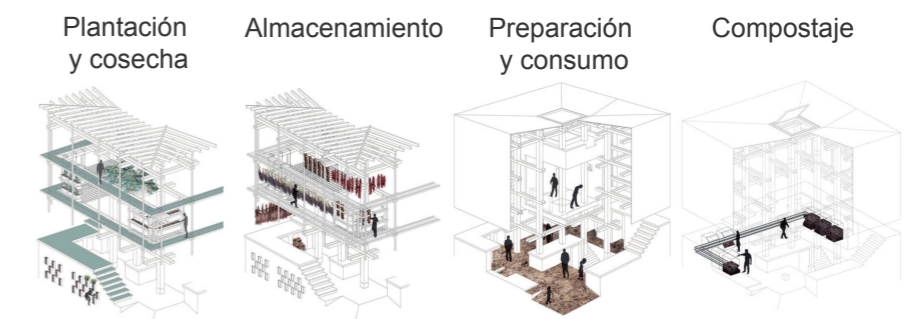 Plantación
y cosecha
Almacenamiento
Preparación
y consumo
Compostaje